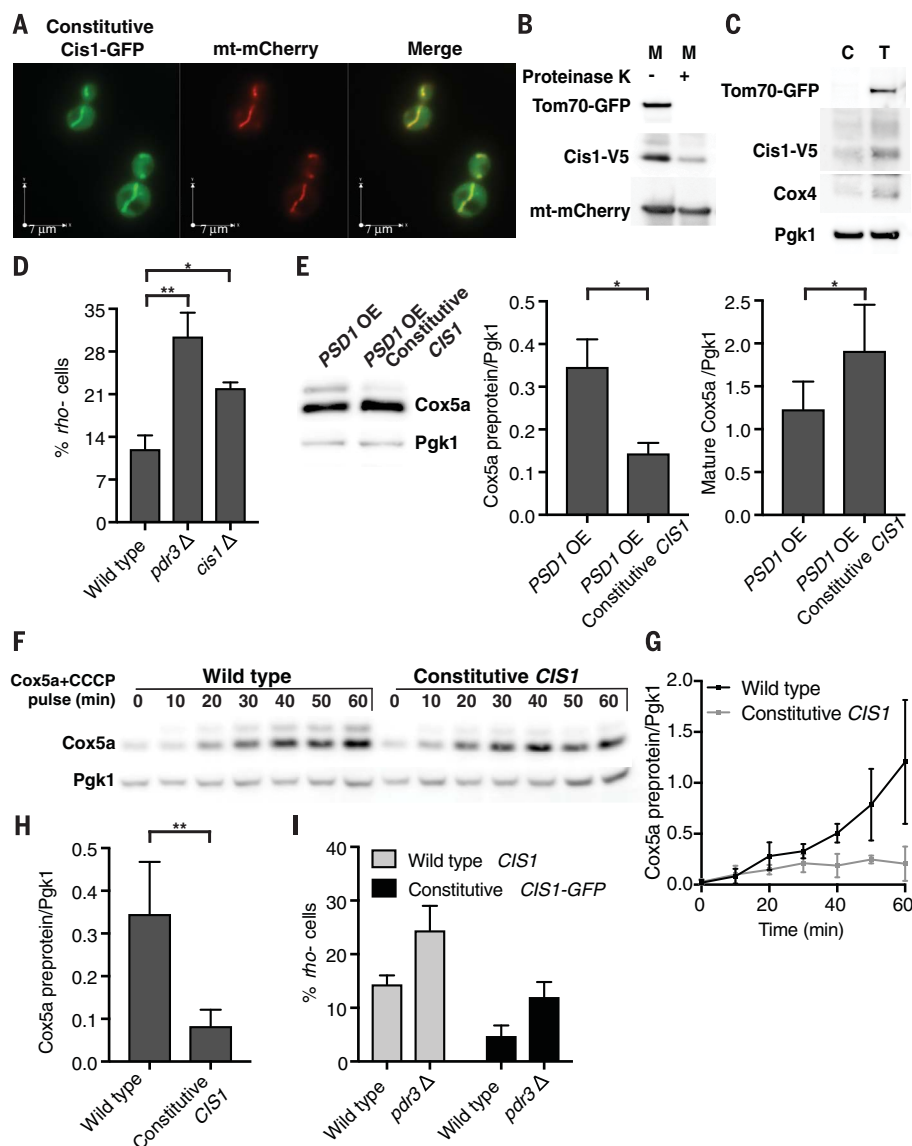 A
Constitutive
Cis1-GFP
mt-mCherry
Merge
7 µm
7 µm
7 µm
B
M M
Proteinase K - +
Tom70-GFP
Cis1-V5
mt-mCherry
C
C T
Tom70-GFP
Cis1-V5
Cox4
Pgk1
D
*
**
% rho- cells
35
28
21
14
7
0
Wild type
pdr3 Δ
cis1 Δ
E
PSD1 OE
PSD1 OE
Constitutive
CIS1
Cox5a
Pgk1
*
Cox5a preprotein/Pgk1
0.5
0.4
0.3
0.2
0.1
0.0
PSD1 OE
PSD1 OE
Constitutive CIS1
*
Mature Cox5a /Pgk1
2.5
2.0
1.5
1.0
0.5
0.0
PSD1 OE
PSD1 OE
Constitutive CIS1
F
Cox5a+CCCP
pulse (min)
Wild type
Constitutive CIS1
0 10 20 30 40 50 60
0 10 20 30 40 50 60
Cox5a
Pgk1
G
Cox5a preprotein/Pgk1
2.0
1.5
1.0
0.5
0.0
Wild type
Constitutive CIS1
0 20 40 60
Time (min)
H
**
Cox5a preprotein/Pgk1
0.5
0.4
0.3
0.2
0.1
0.0
Wild type
Constitutive
CIS1
I
% rho- cells
40
30
20
10
0
Wild type CIS1
Constitutive CIS1-GFP
Wild type
pdr3 Δ
Wild type
pdr3 Δ